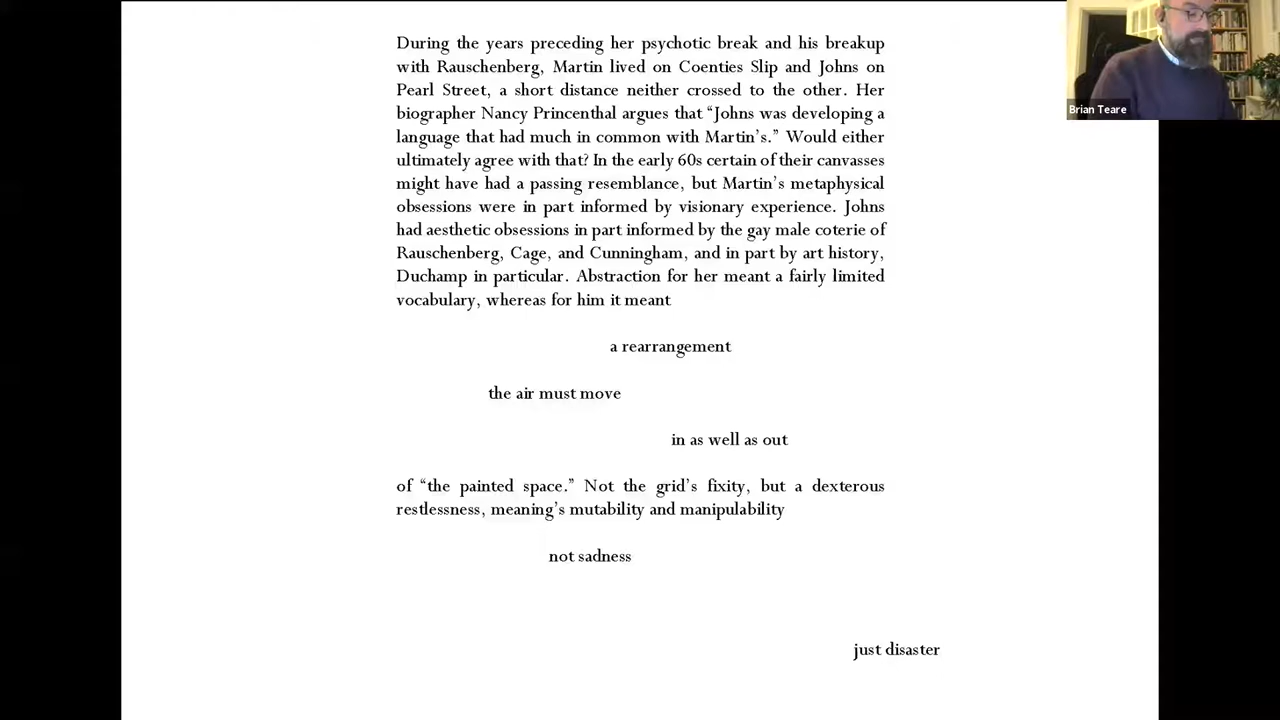 During the years preceding her psychotic break and his breakup
with Rauschenberg, Martin lived on Coenties Slip and Johns on
Pearl Street, a short distance neither crossed to the other. Her
biographer Nancy Princenthal argues that “Johns was developing a
language that had much in common with Martin’s.” Would either
ultimately agree with that? In the early 60s certain of their canvasses
might have had a passing resemblance, but Martin’s metaphysical
obsessions were in part informed by visionary experience. Johns
had aesthetic obsessions in part informed by the gay male coterie of
Rauschenberg, Cage, and Cunningham, and in part by art history,
Duchamp in particular. Abstraction for her meant a fairly limited
vocabulary, whereas for him it meant
a rearrangement
the air must move
in as well as out
of “the painted space.” Not the grid’s fixity, but a dexterous
restlessness, meaning’s mutability and manipulability
not sadness
just disaster
Brian Teare